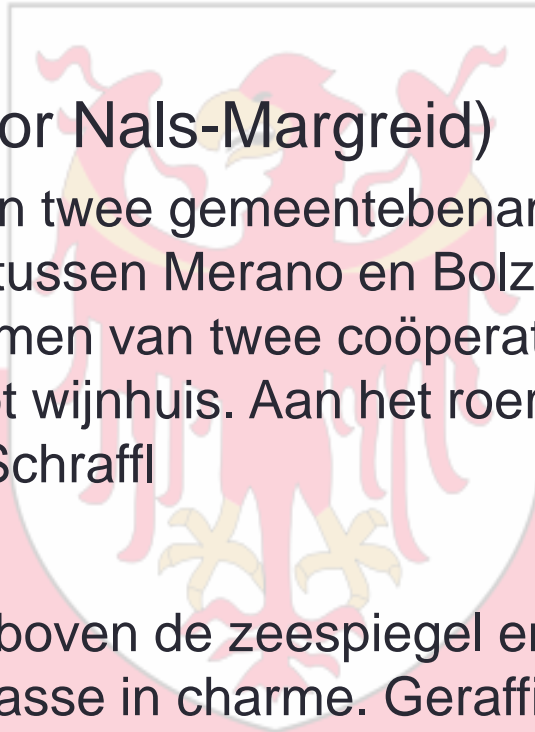 or Nals-Margreid)
n twee gemeentebenar
tussen Merano en Bolz
men van twee coöperat
t wijnhuis. Aan het roer
Schraffl
boven de zeespiegel er
asse in charme. Geraffi